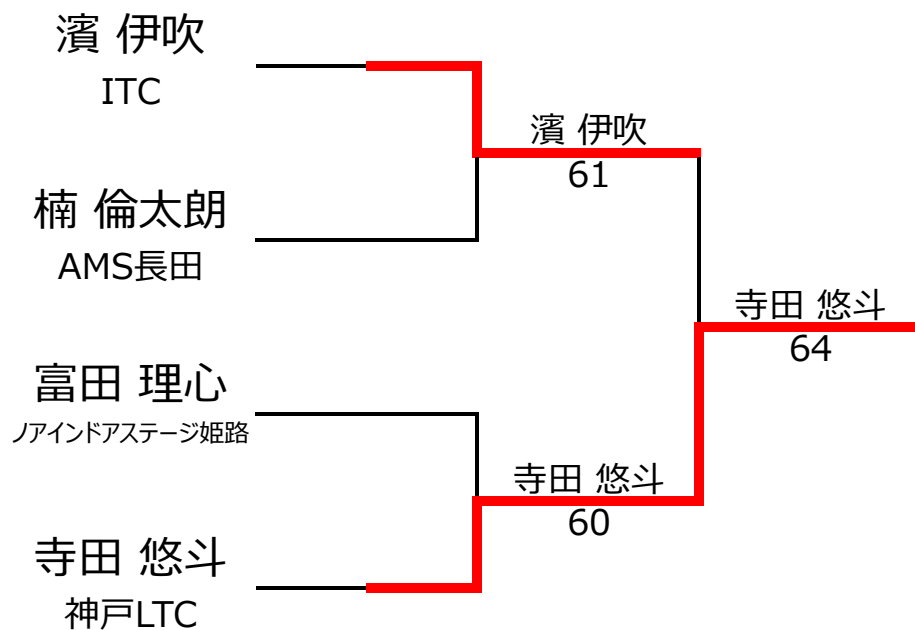 濱 伊吹
ITC
濱 伊吹
61
楠 倫太朗
AMS長田
寺田 悠斗
64
富田 理心
ノアインドアステージ姫路
寺田 悠斗
60
寺田 悠斗
神戸LTC